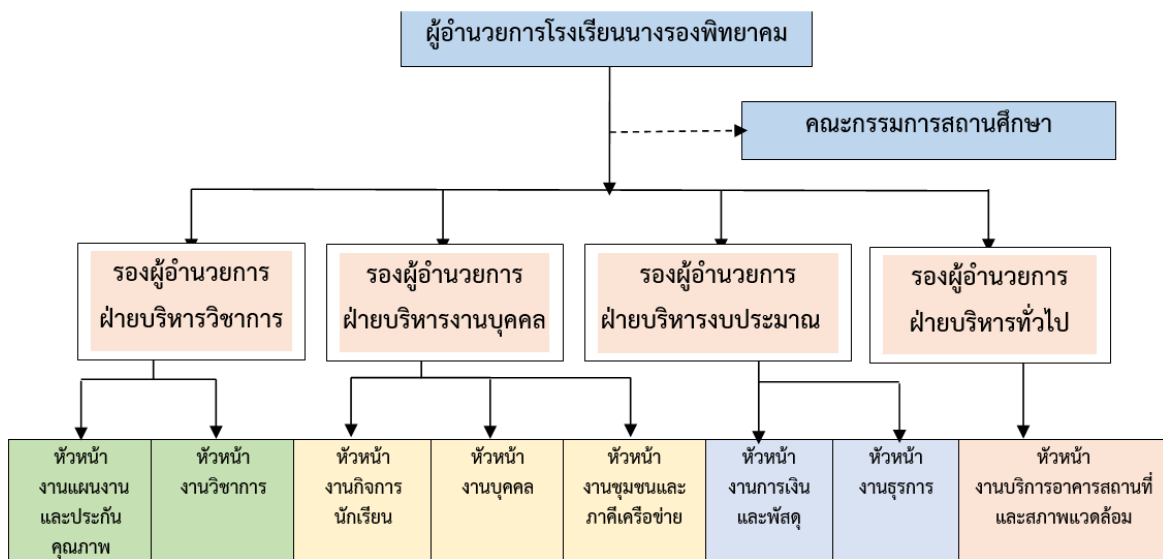 ผู้อำนวยการโรงเรียนนางรองพิทยาคม
คณะกรรมการสถานศึกษา
รองผู้อำนวยการ
ฝ่ายบริหารวิชาการ
รองผู้อำนวยการ
ฝ่ายบริหารงานบุคคล
รองผู้อำนวยการ
ฝ่ายบริหารงบประมาณ
รองผู้อำนวยการ
ฝ่ายบริหารทั่วไป
หัวหน้า
งานแผนงาน
และประกัน
คุณภาพ
หัวหน้า
งานวิชาการ
หัวหน้า
งานกิจการ
นักเรียน
หัวหน้า
งานบุคคล
หัวหน้า
งานชุมชนและ
ภาคีเครือข่าย
หัวหน้า
งานการเงิน
และพัสดุ
หัวหน้า
งานธุรการ
หัวหน้า
งานบริการอาคารสถานที่
และสภาพแวดล้อม